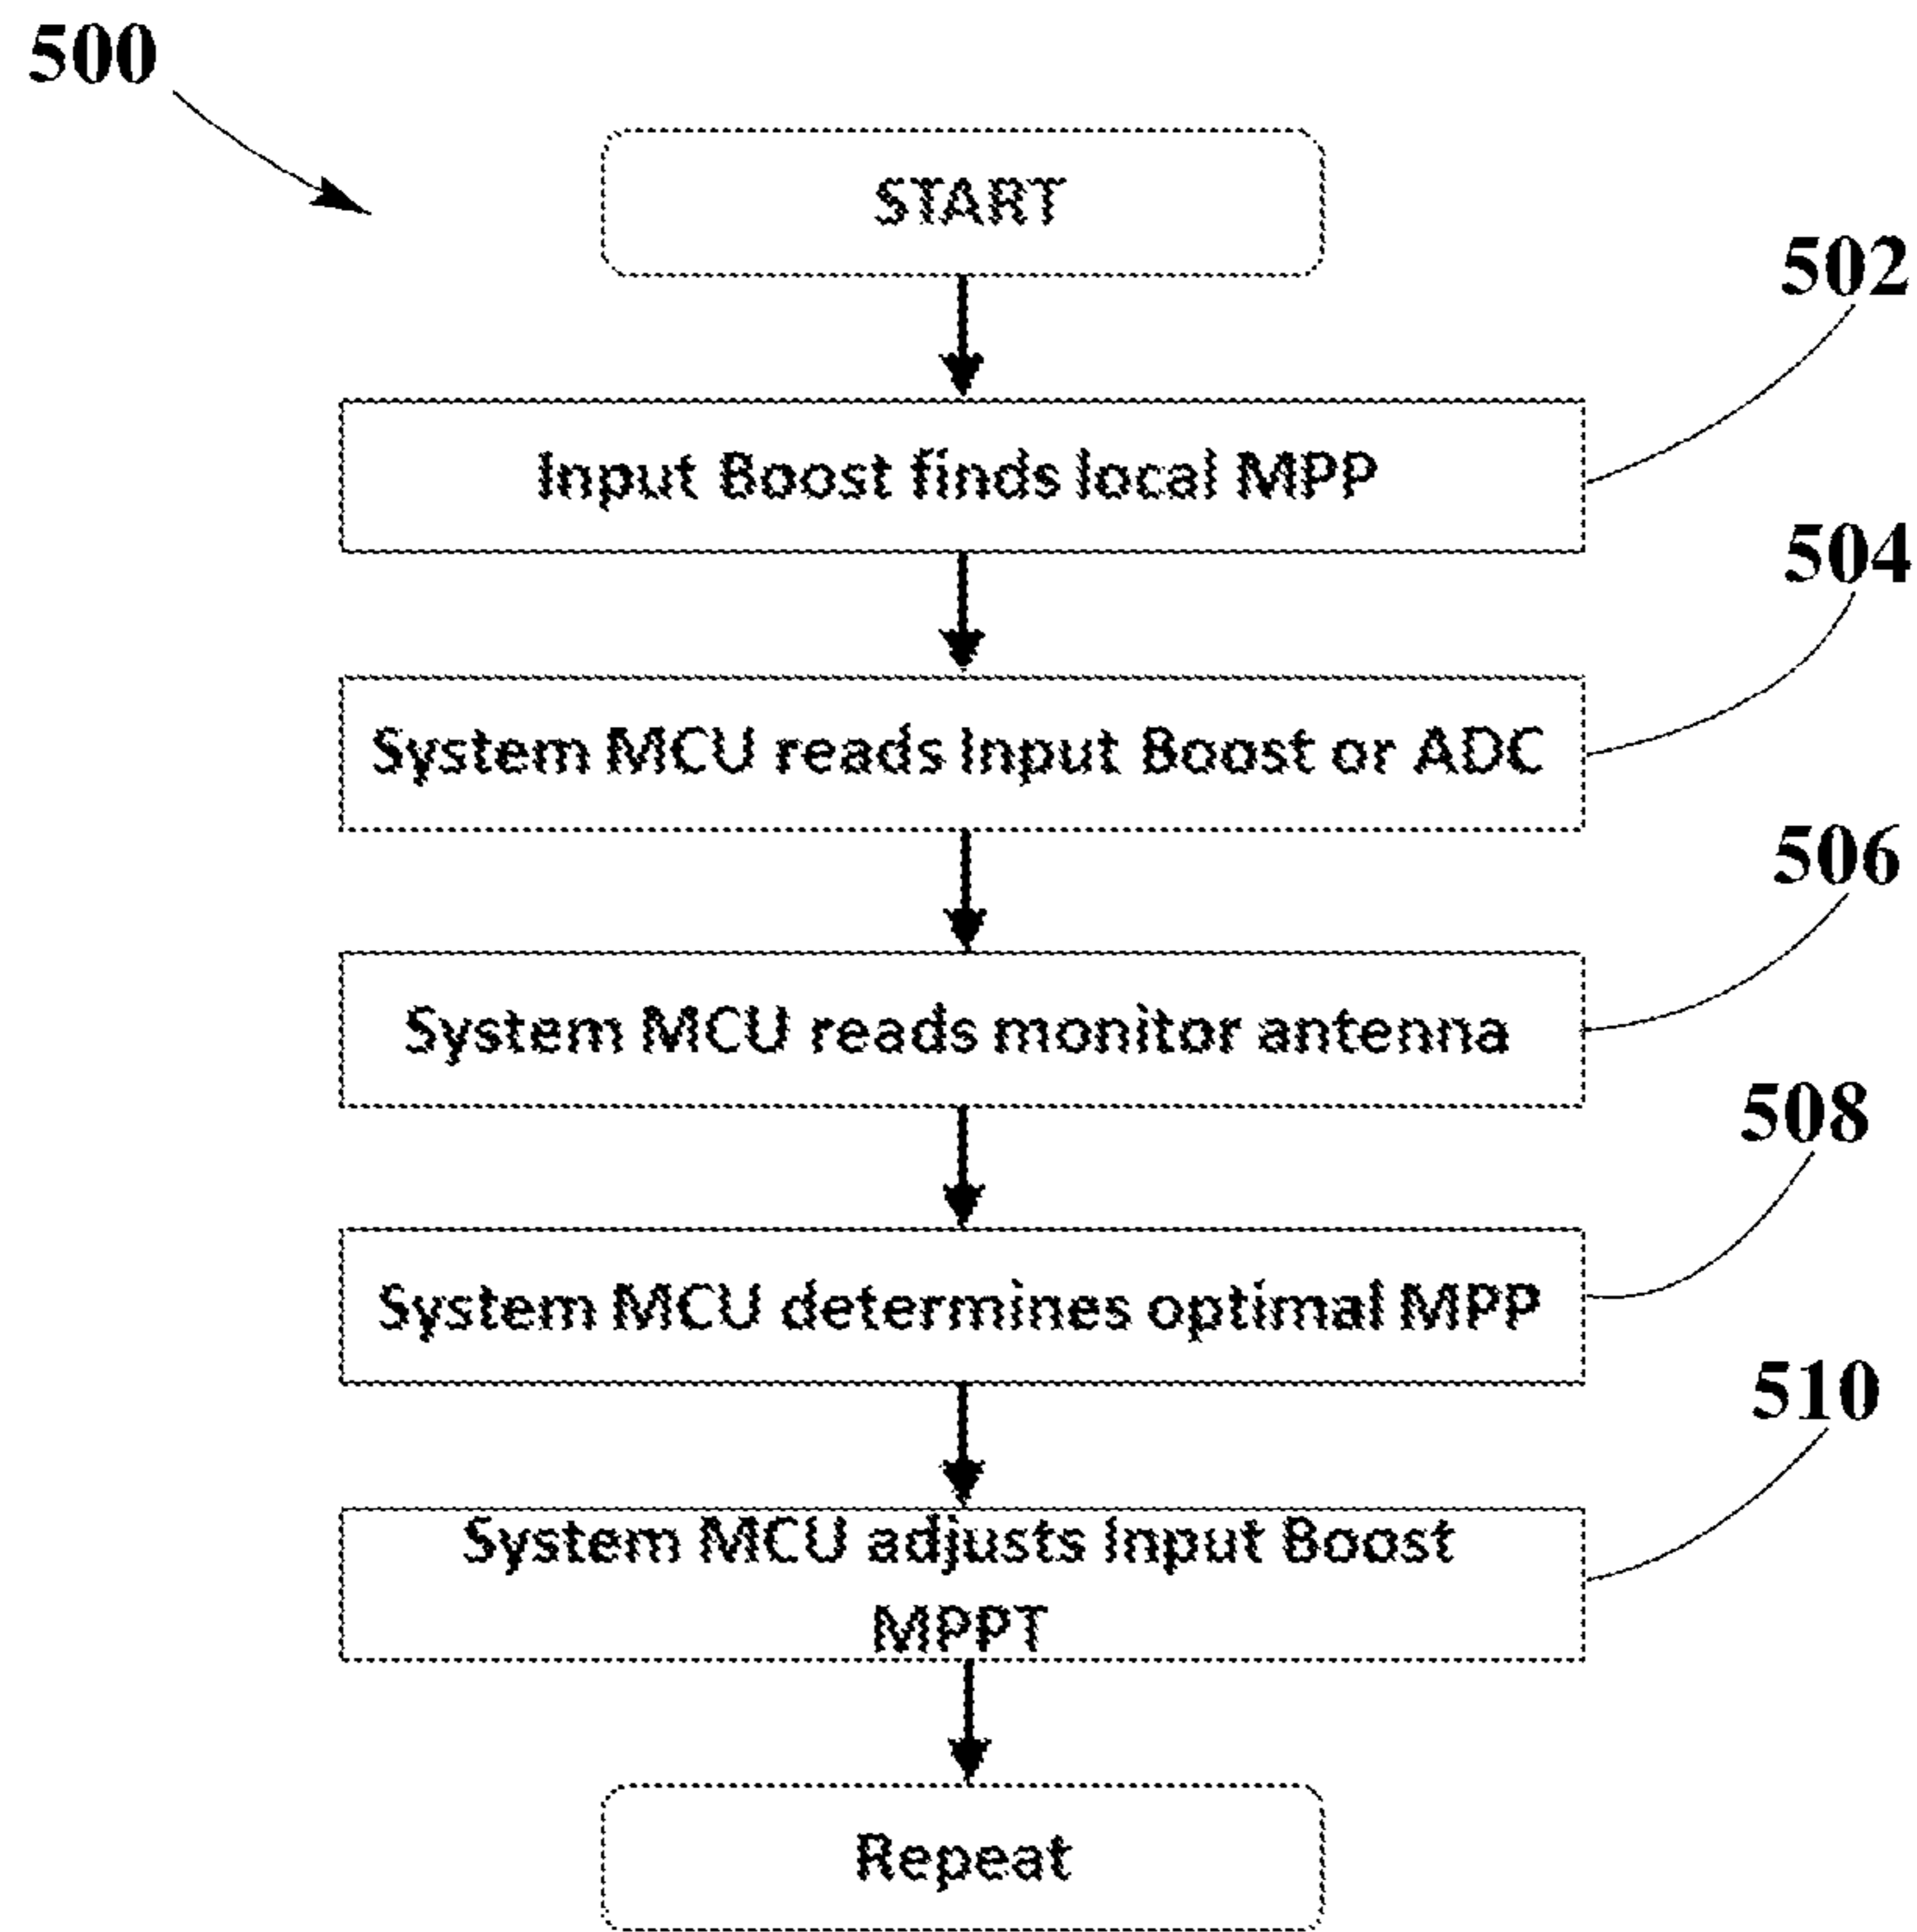 500
START
502
Input Boost finds local MPP
504
System MCU reads Input Boost or ADC
506
System MCU reads monitor antenna
508
System MCU determines optimal MPP
510
System MCU adjusts Input Boost
MPPT
Repeat